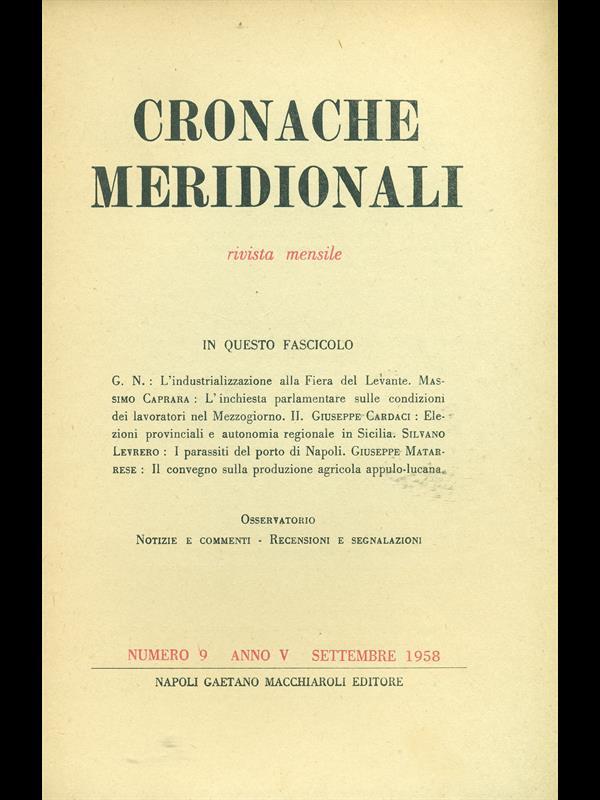 CRONACHE
MERIDIONALI
rivista mensile
IN QUESTO FASCICOLO
G. N. : L'industrializzazione alla Fiera del Levante. MAS-
SIMO CAPRARA : L'inchiesta parlamentare sulle condizioni
dei lavoratori nel Mezzogiorno. II. GIUSEPPE CARDACI : Ele-
zioni provinciali e autonomia regionale in Sicilia. SILVANO
LEVRERO : I parassiti del porto di Napoli. GIUSEPPE MATAR-
RESE : Il convegno sulla produzione agricola appulo-lucana.
OSSERVATORIO
NOTIZIE E COMMENTI - RECENSIONI E SEGNALAZIONI
NUMERO 9 ANNO V SETTEMBRE 1958
NAPOLI GAETANO MACCHIAROLI EDITORE